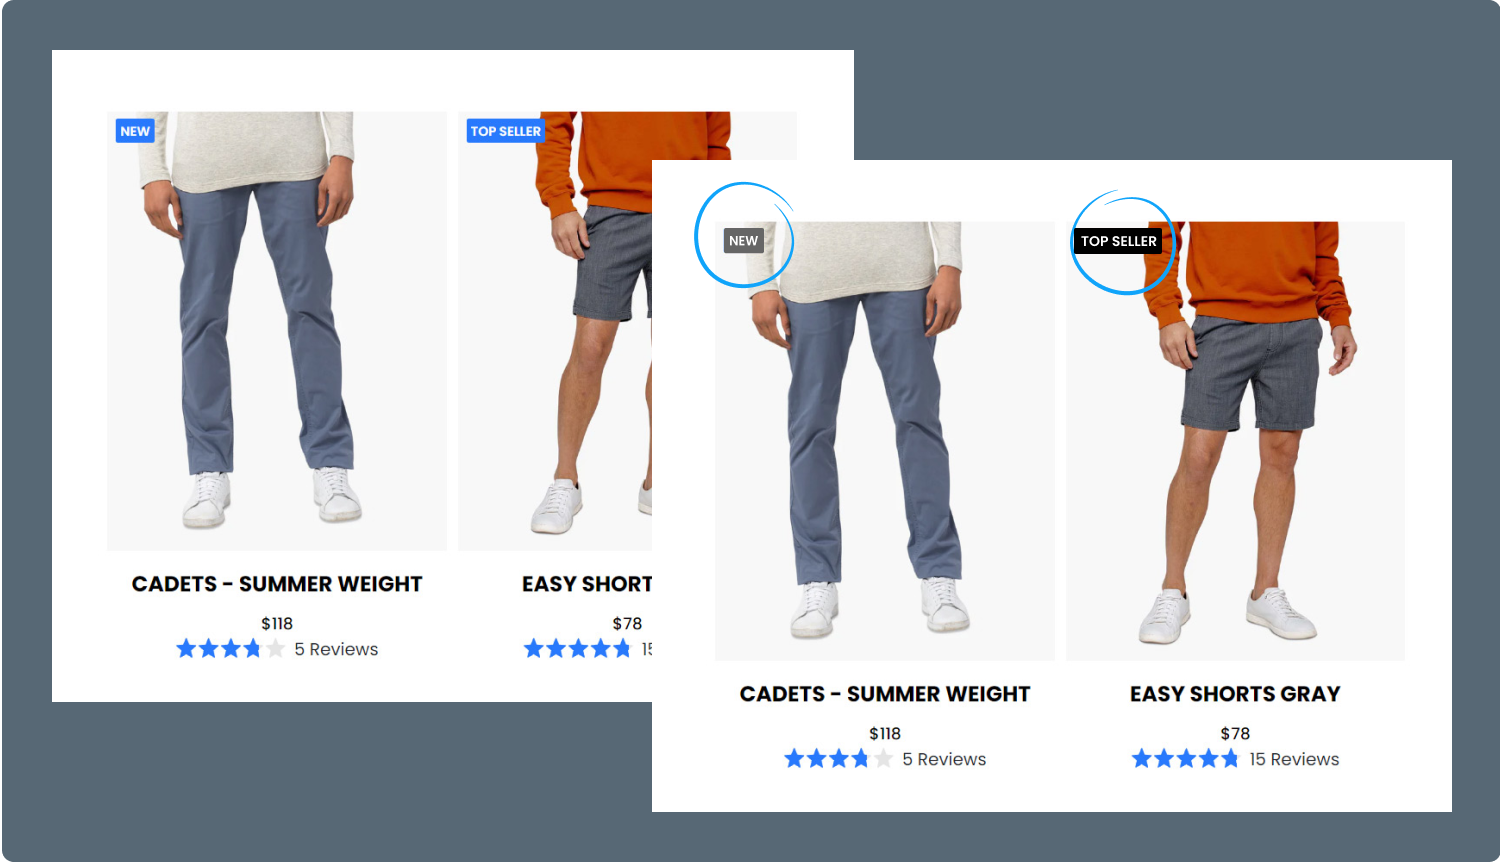 NEW
TOP SELLER
CADETS - SUMMER WEIGHT
$118
5 Reviews
EASY SHORT
$78
15
NEW
TOP SELLER
CADETS - SUMMER WEIGHT
$118
5 Reviews
EASY SHORTS GRAY
$78
15 Reviews